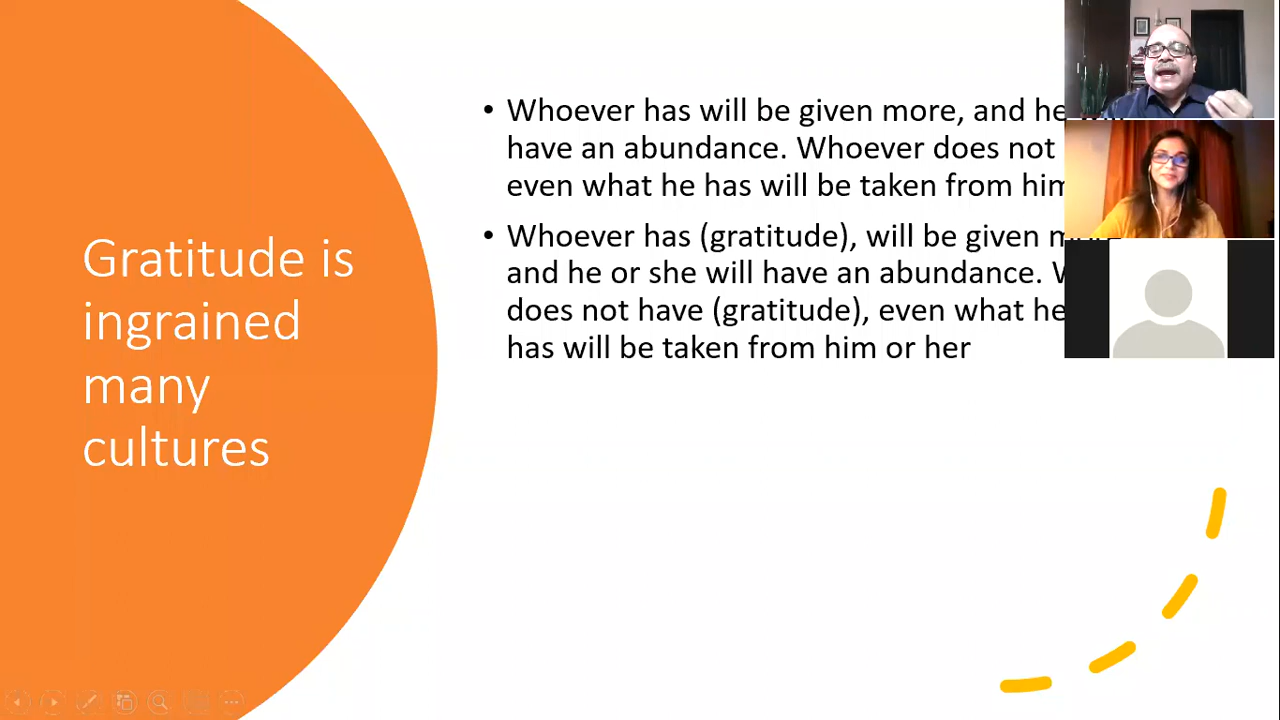 Gratitude is
ingrained
many
cultures
• Whoever has will be given more, and he will
have an abundance. Whoever does not
even what he has will be taken from him
• Whoever has (gratitude), will be given more
and he or she will have an abundance.
does not have (gratitude), even what he
has will be taken from him or her